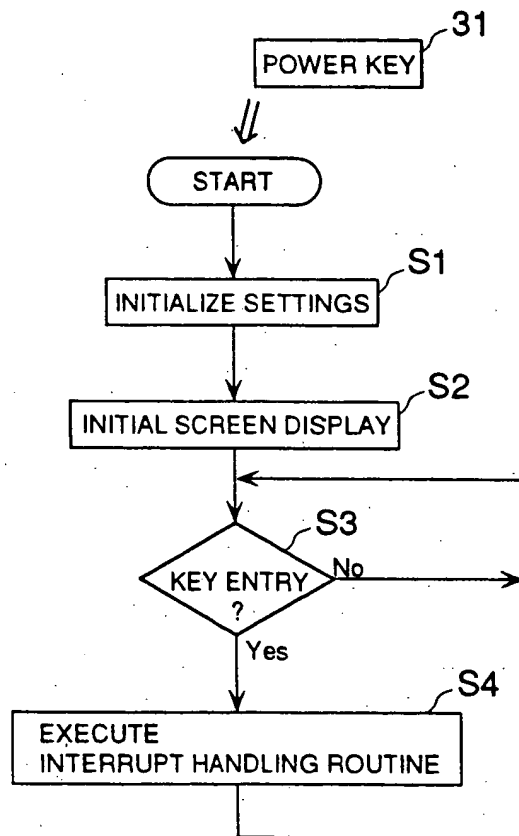 31
POWER KEY
START
S1
INITIALIZE SETTINGS
S2
INITIAL SCREEN DISPLAY
S3
KEY ENTRY
?
No
Yes
S4
EXECUTE
INTERRUPT HANDLING ROUTINE